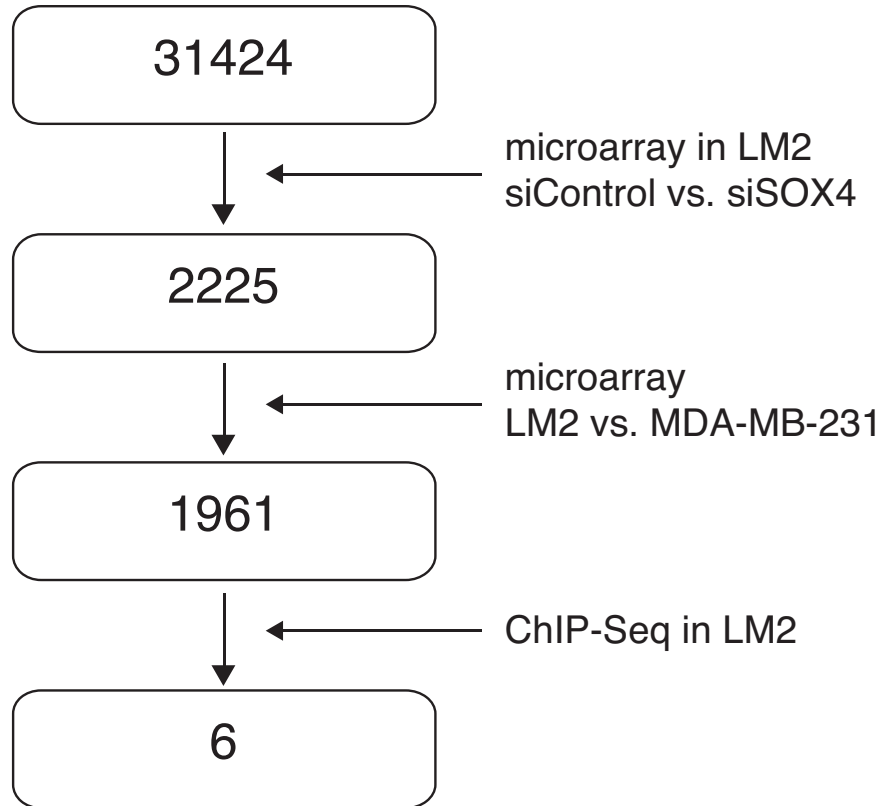 31424
microarray in LM2
siControl vs. siSOX4
2225
microarray
LM2 vs. MDA-MB-231
1961
ChIP-Seq in LM2
6